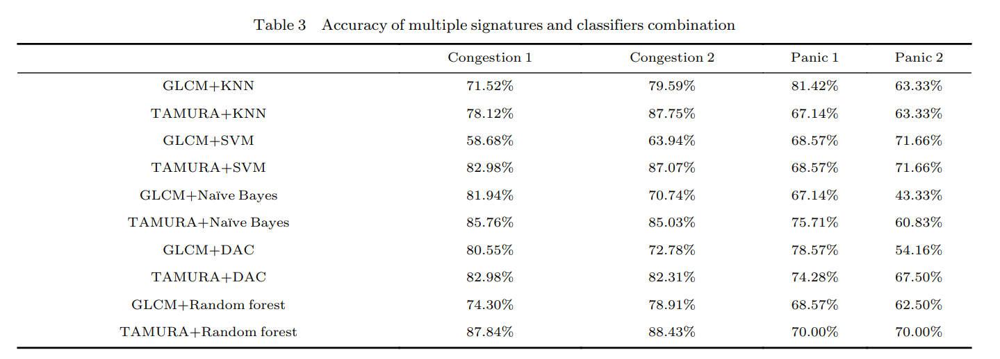 Table 3 Accuracy of multiple signatures and classifiers combination
Congestion 1 Congestion 2 Panic 1 Panic 2
GLCM+KNN 71.52% 79.59% 81.42% 63.33%
TAMURA+KNN 78.12% 87.75% 67.14% 63.33%
GLCM+SVM 58.68% 63.94% 68.57% 71.66%
TAMURA+SVM 82.98% 87.07% 68.57% 71.66%
GLCM+Naïve Bayes 81.94% 70.74% 67.14% 43.33%
TAMURA+Naïve Bayes 85.76% 85.03% 75.71% 60.83%
GLCM+DAC 80.55% 72.78% 78.57% 54.16%
TAMURA+DAC 82.98% 82.31% 74.28% 67.50%
GLCM+Random forest 74.30% 78.91% 68.57% 62.50%
TAMURA+Random forest 87.84% 88.43% 70.00% 70.00%